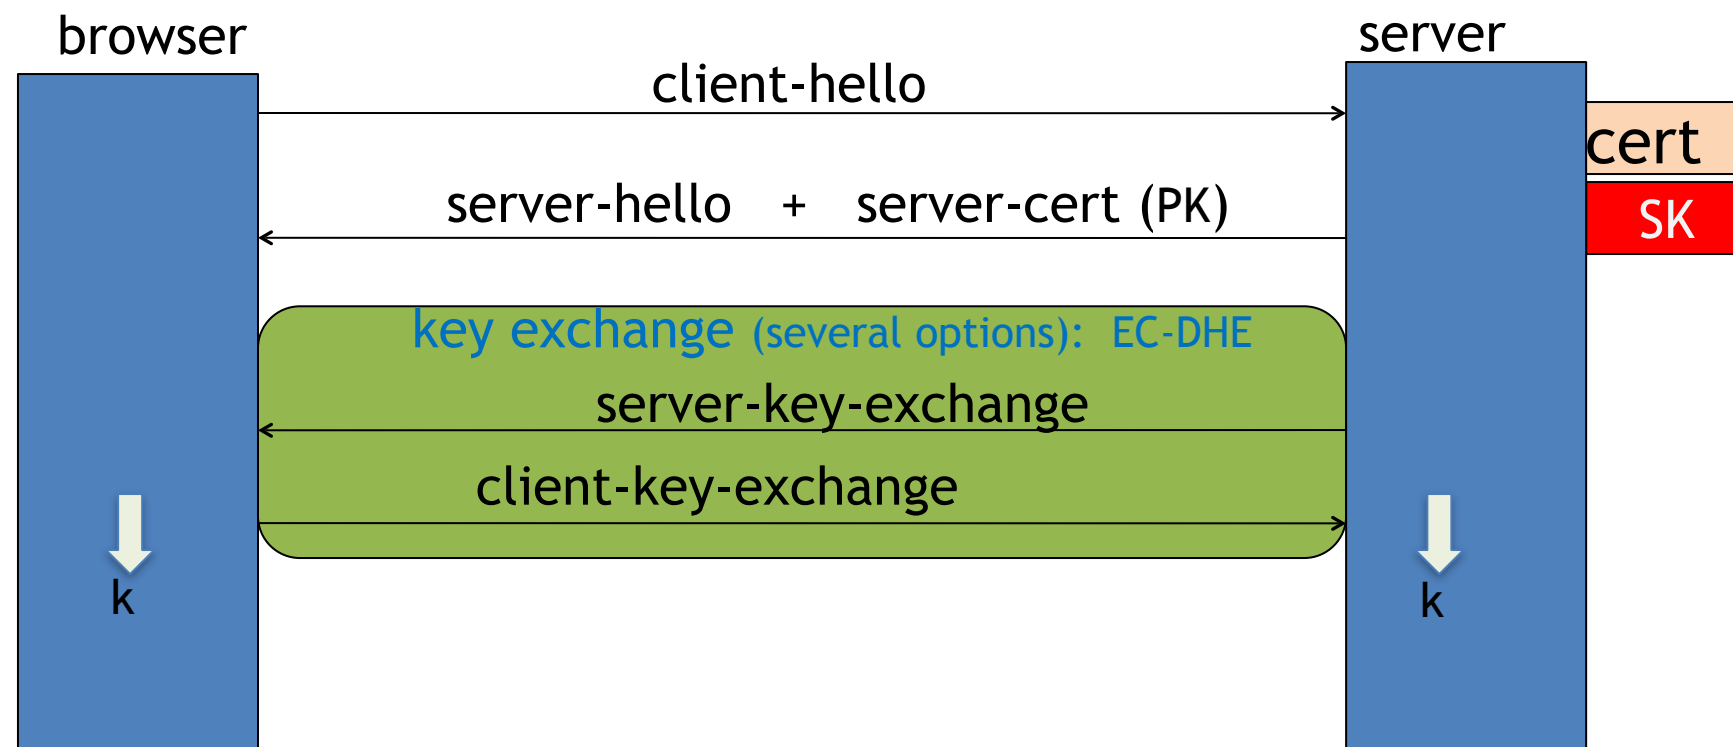 browser
server
client-hello
cert
server-hello + server-cert (PK)
SK
key exchange (several options): EC-DHE
server-key-exchange
client-key-exchange
k
k